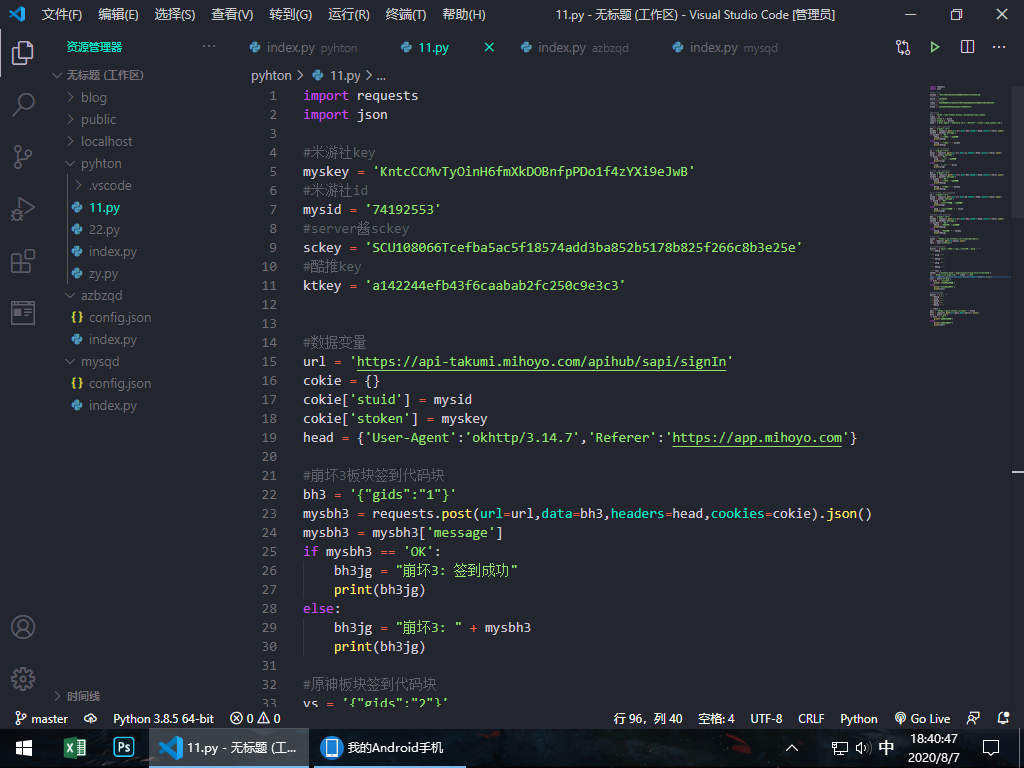 文件(F) 编辑(E) 选择(S) 查看(V) 转到(G) 运行(R) 终端(T) 帮助(H) 11.py - 无标题 (工作区) - Visual Studio Code [管理员]
资源管理器 ···
index.py pyhton 11.py index.py azbzqd index.py mysqd
无标题 (工作区)
blog
public
localhost
pyhton
.vscode
11.py
22.py
index.py
zy.py
azbzqd
config.json
index.py
mysqd
config.json
index.py
时间线
pyhton > 11.py > ...
1 import requests
2 import json
3
4 #米游社key
5 myskey = 'KntcCCMvTyOinH6fmXkDOBnfpPDo1f4zYXi9eJwB'
6 #米游社id
7 mysid = '74192553'
8 #server酱sckey
9 sckey = 'SCU108066Tcefba5ac5f18574add3ba852b5178b825f266c8b3e25e'
10 #酷推key
11 ktkey = 'a142244efb43f6caabab2fc250c9e3c3'
12
13
14 #数据变量
15 url = 'https://api-takumi.mihoyo.com/apihub/sapi/signIn'
16 cokie = {}
17 cokie['stuid'] = mysid
18 cokie['stoken'] = myskey
19 head = {'User-Agent':'okhttp/3.14.7','Referer':'https://app.mihoyo.com'}
20
21 #崩坏3板块签到代码块
22 bh3 = '{"gids":"1"}'
23 mysbh3 = requests.post(url=url,data=bh3,headers=head,cookies=cokie).json()
24 mysbh3 = mysbh3['message']
25 if mysbh3 == 'OK':
26 bh3jg = "崩坏3: 签到成功"
27 print(bh3jg)
28 else:
29 bh3jg = "崩坏3: " + mysbh3
30 print(bh3jg)
31
32 #原神板块签到代码块
33 ys = '{"gids":"2"}'
master Python 3.8.5 64-bit 0 0 行 96，列 40 空格: 4 UTF-8 CRLF Python Go Live
Ps 11.py - 无标题 (工... 我的Android手机 中 18:40:47
2020/8/7